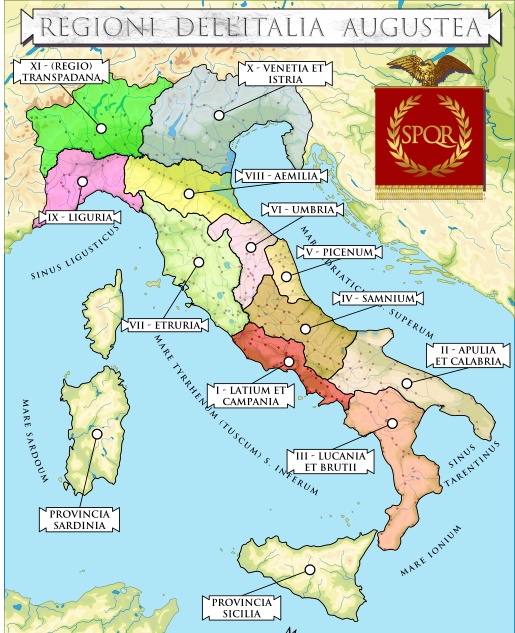 REGIONI DELL'ITALIA AUGUSTEA
XI - (REGIO)
TRANSPADANA
X - VENETIA ET
ISTRIA
SPQR
VIII - AEMILIA
VI - UMBRIA
IX - LIGURIA
V - PICENUM
SINUS LIGUSTICUS
MARE ADRIATICUM SUPERUM
IV - SAMNIUM
VII - ETRURIA
II - APULIA
ET CALABRIA
I - LATIUM ET
CAMPANIA
MARE TYRRHENUM (TUSCUM) S. INFERUM
MARE SARDOUM
III - LUCANIA
ET BRUTII
SINUS
TARENTINUS
PROVINCIA
SARDINIA
MARE IONIUM
PROVINCIA
SICILIA